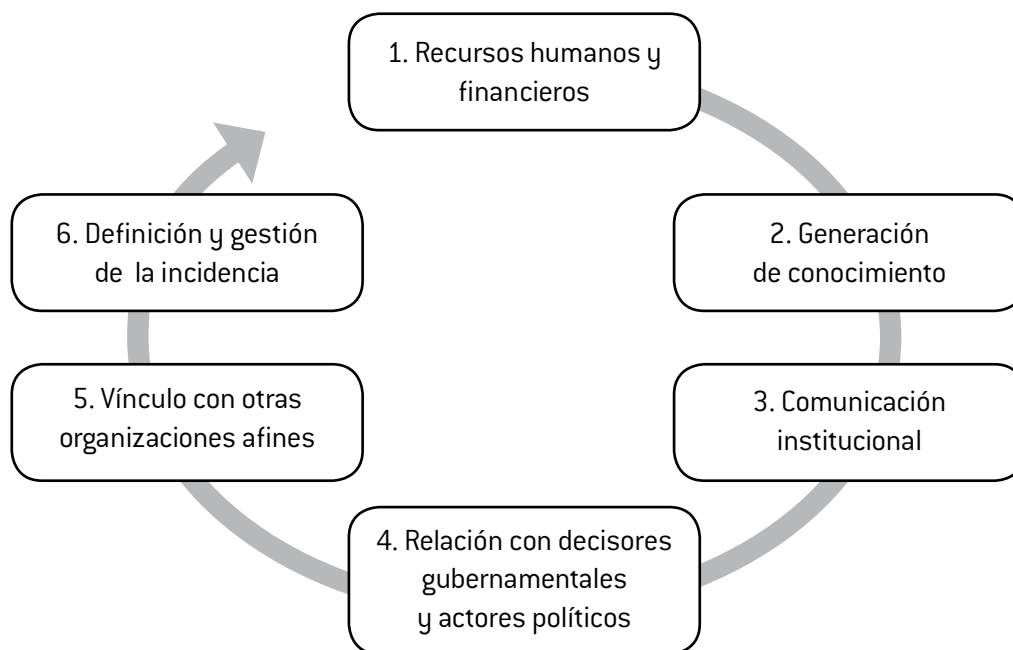 1. Recursos humanos y
financieros
2. Generación
de conocimiento
3. Comunicación
institucional
4. Relación con decisores
gubernamentales
y actores políticos
5. Vínculo con otras
organizaciones afines
6. Definición y gestión
de la incidencia